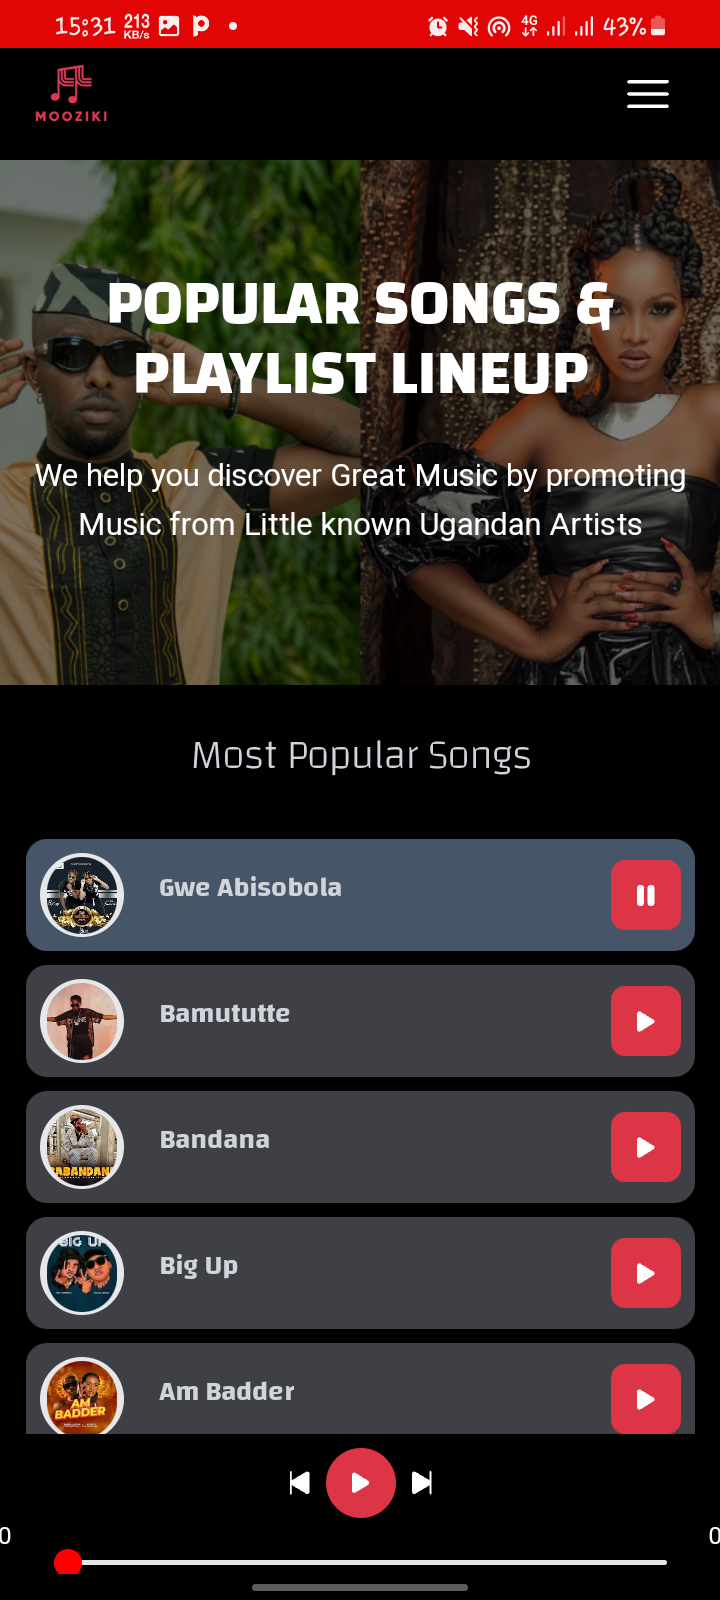 15:31 213 KB/s 4G 43%
MOOZIKI
POPULAR SONGS &
PLAYLIST LINEUP
We help you discover Great Music by promoting
Music from Little known Ugandan Artists
Most Popular Songs
Gwe Abisobola
Bamututte
Bandana
Big Up
BIG UP
Am Badder
AM
BADDER
0 0